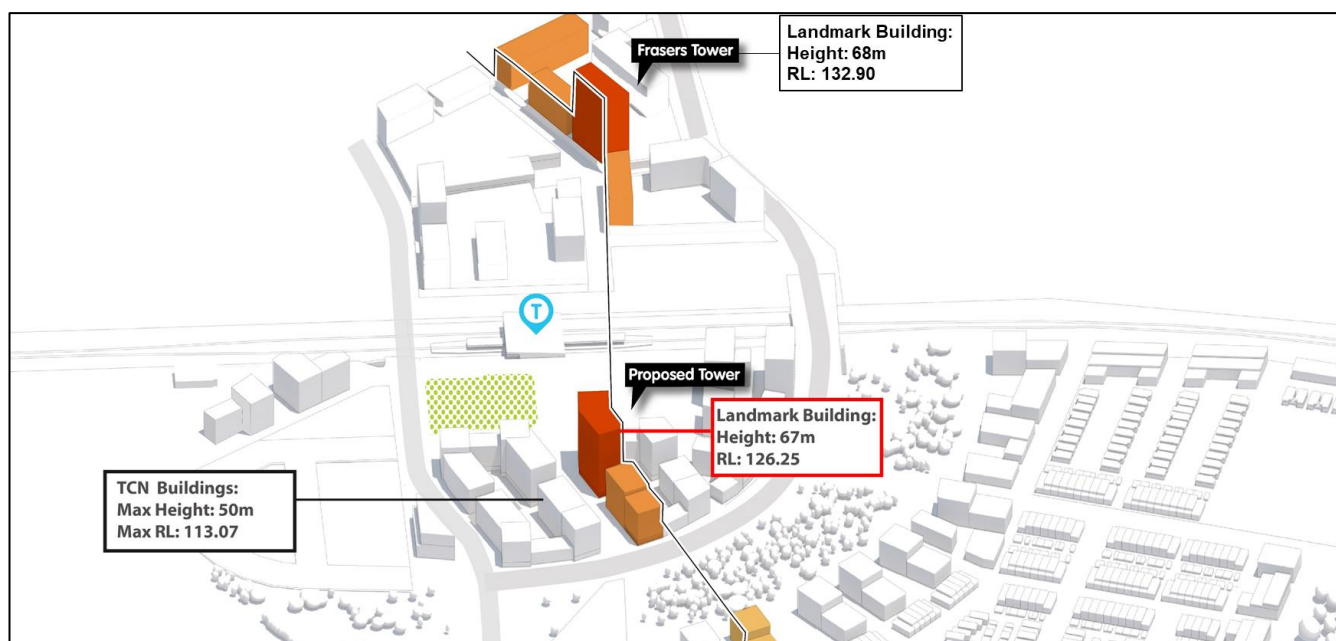 Frasers Tower
Landmark Building:
Height: 68m
RL: 132.90
T
Proposed Tower
Landmark Building:
Height: 67m
RL: 126.25
TCN Buildings:
Max Height: 50m
Max RL: 113.07